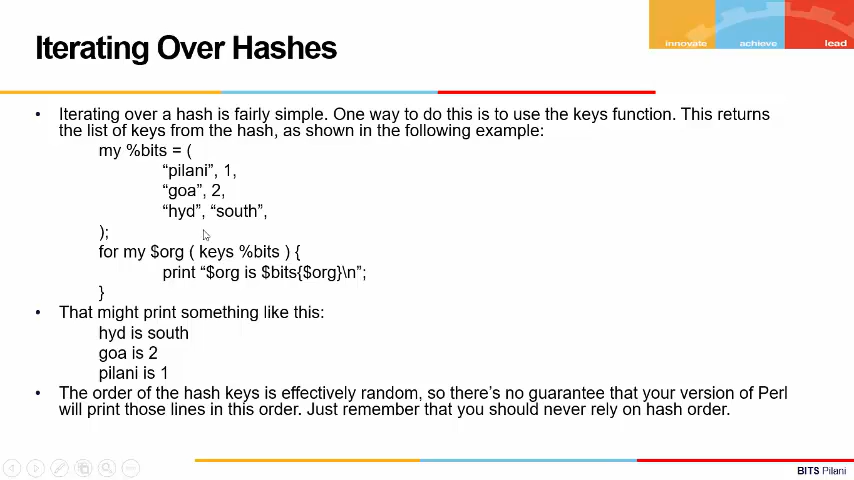 Iterating Over Hashes
innovate achieve lead
• Iterating over a hash is fairly simple. One way to do this is to use the keys function. This returns
the list of keys from the hash, as shown in the following example:
my %bits = (
“pilani”, 1,
“goa”, 2,
“hyd”, “south”,
);
for my $org ( keys %bits ) {
print “$org is $bits{$org}\n”;
}
• That might print something like this:
hyd is south
goa is 2
pilani is 1
• The order of the hash keys is effectively random, so there’s no guarantee that your version of Perl
will print those lines in this order. Just remember that you should never rely on hash order.
BITS Pilani